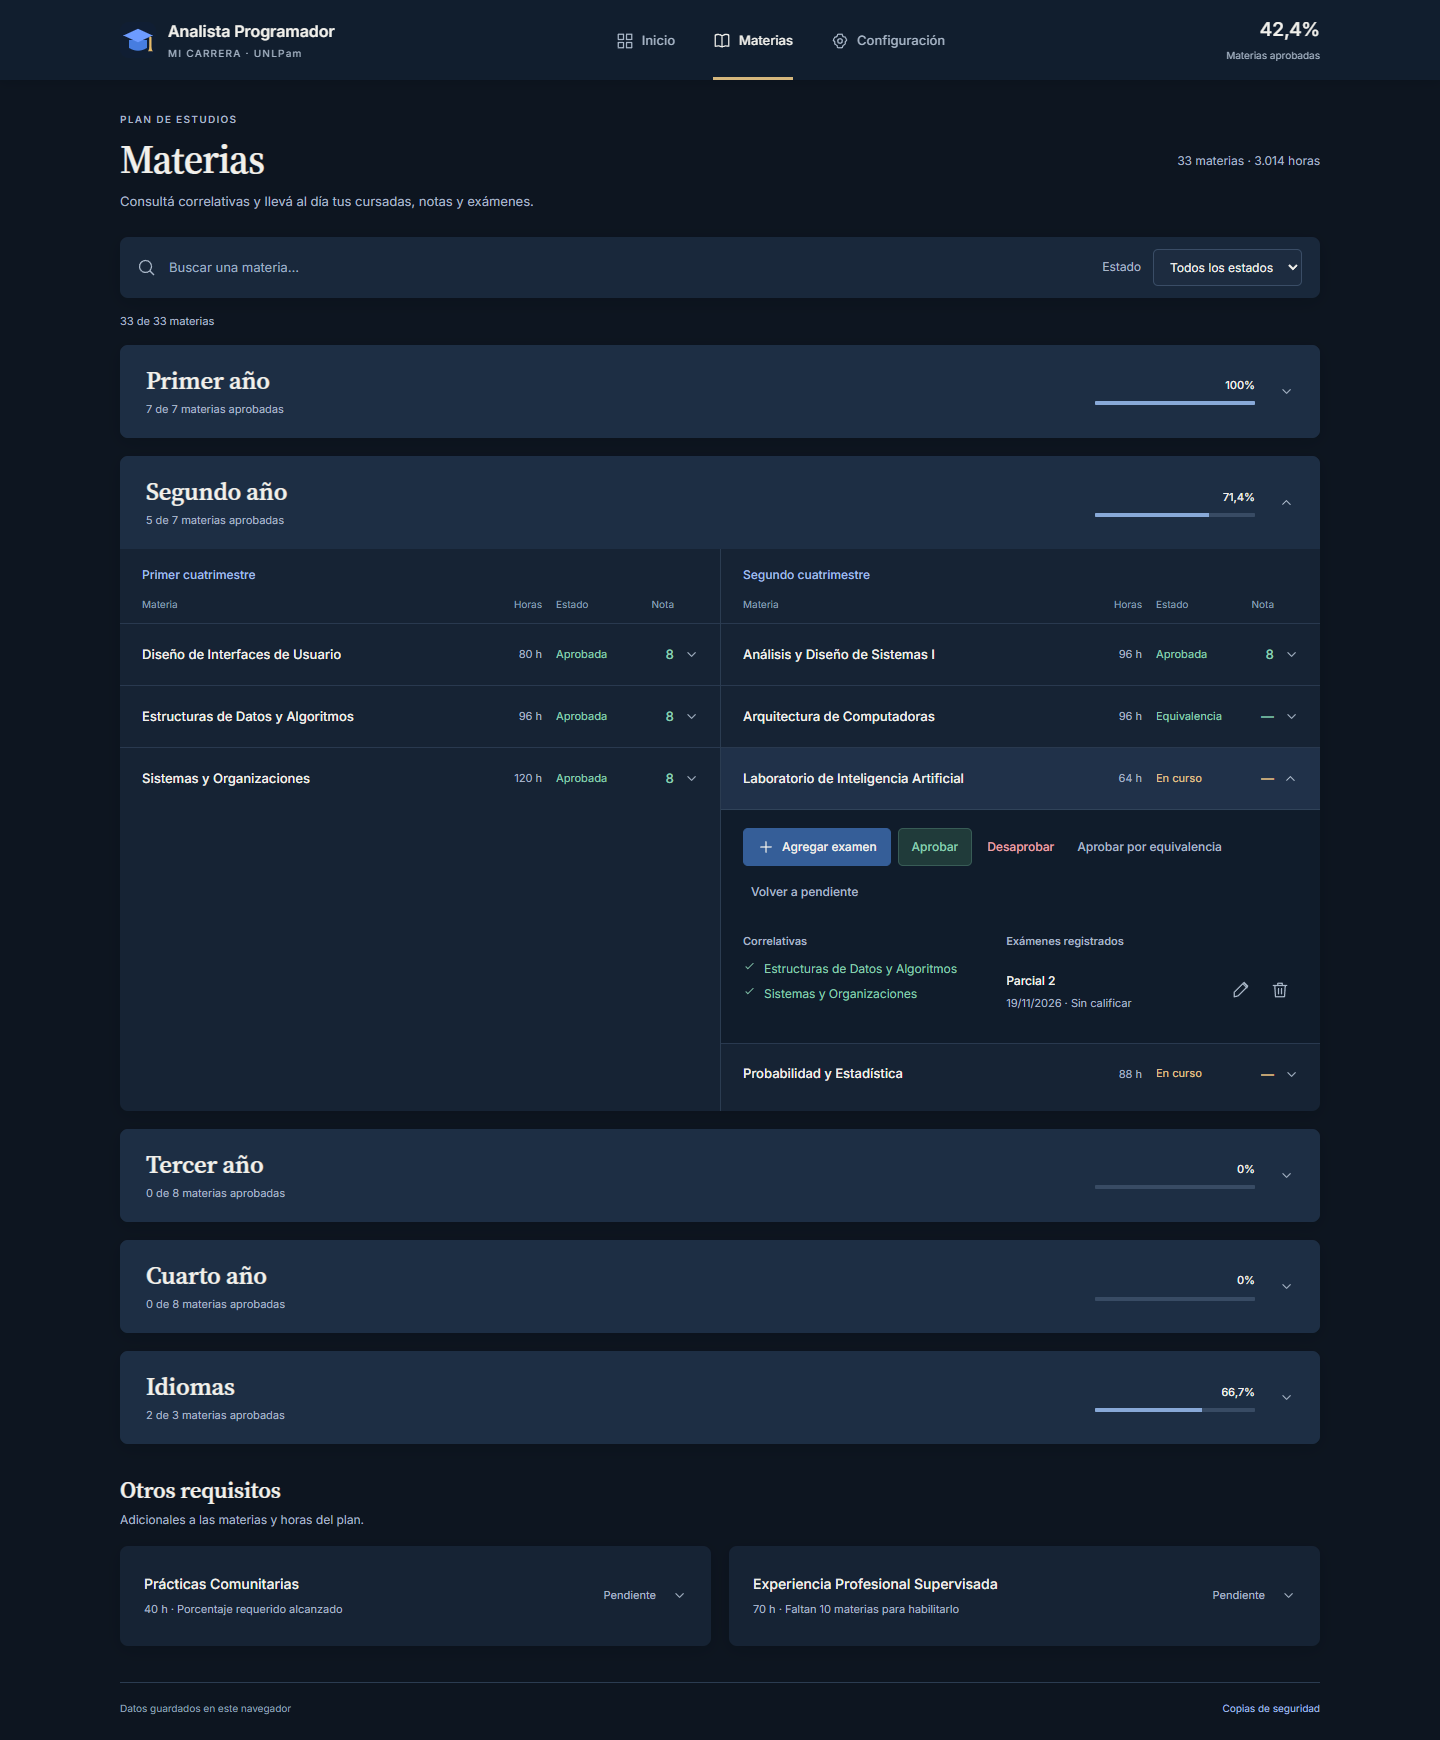 Analista Programador
MI CARRERA · UNLPam
Inicio
Materias
Configuración
42,4%
Materias aprobadas
PLAN DE ESTUDIOS
Materias
33 materias · 3.014 horas
Consultá correlativas y llevá al día tus cursadas, notas y exámenes.
Buscar una materia...
Estado
Todos los estados
33 de 33 materias
Primer año
7 de 7 materias aprobadas
100%
Segundo año
5 de 7 materias aprobadas
71,4%
Primer cuatrimestre
Materia Horas Estado Nota
Diseño de Interfaces de Usuario 80 h Aprobada 8
Estructuras de Datos y Algoritmos 96 h Aprobada 8
Sistemas y Organizaciones 120 h Aprobada 8
Segundo cuatrimestre
Materia Horas Estado Nota
Análisis y Diseño de Sistemas I 96 h Aprobada 8
Arquitectura de Computadoras 96 h Equivalencia —
Laboratorio de Inteligencia Artificial 64 h En curso —
Agregar examen
Aprobar
Desaprobar
Aprobar por equivalencia
Volver a pendiente
Correlativas
Estructuras de Datos y Algoritmos
Sistemas y Organizaciones
Exámenes registrados
Parcial 2
19/11/2026 · Sin calificar
Probabilidad y Estadística 88 h En curso —
Tercer año
0 de 8 materias aprobadas
0%
Cuarto año
0 de 8 materias aprobadas
0%
Idiomas
2 de 3 materias aprobadas
66,7%
Otros requisitos
Adicionales a las materias y horas del plan.
Prácticas Comunitarias
40 h · Porcentaje requerido alcanzado
Pendiente
Experiencia Profesional Supervisada
70 h · Faltan 10 materias para habilitarlo
Pendiente
Datos guardados en este navegador
Copias de seguridad